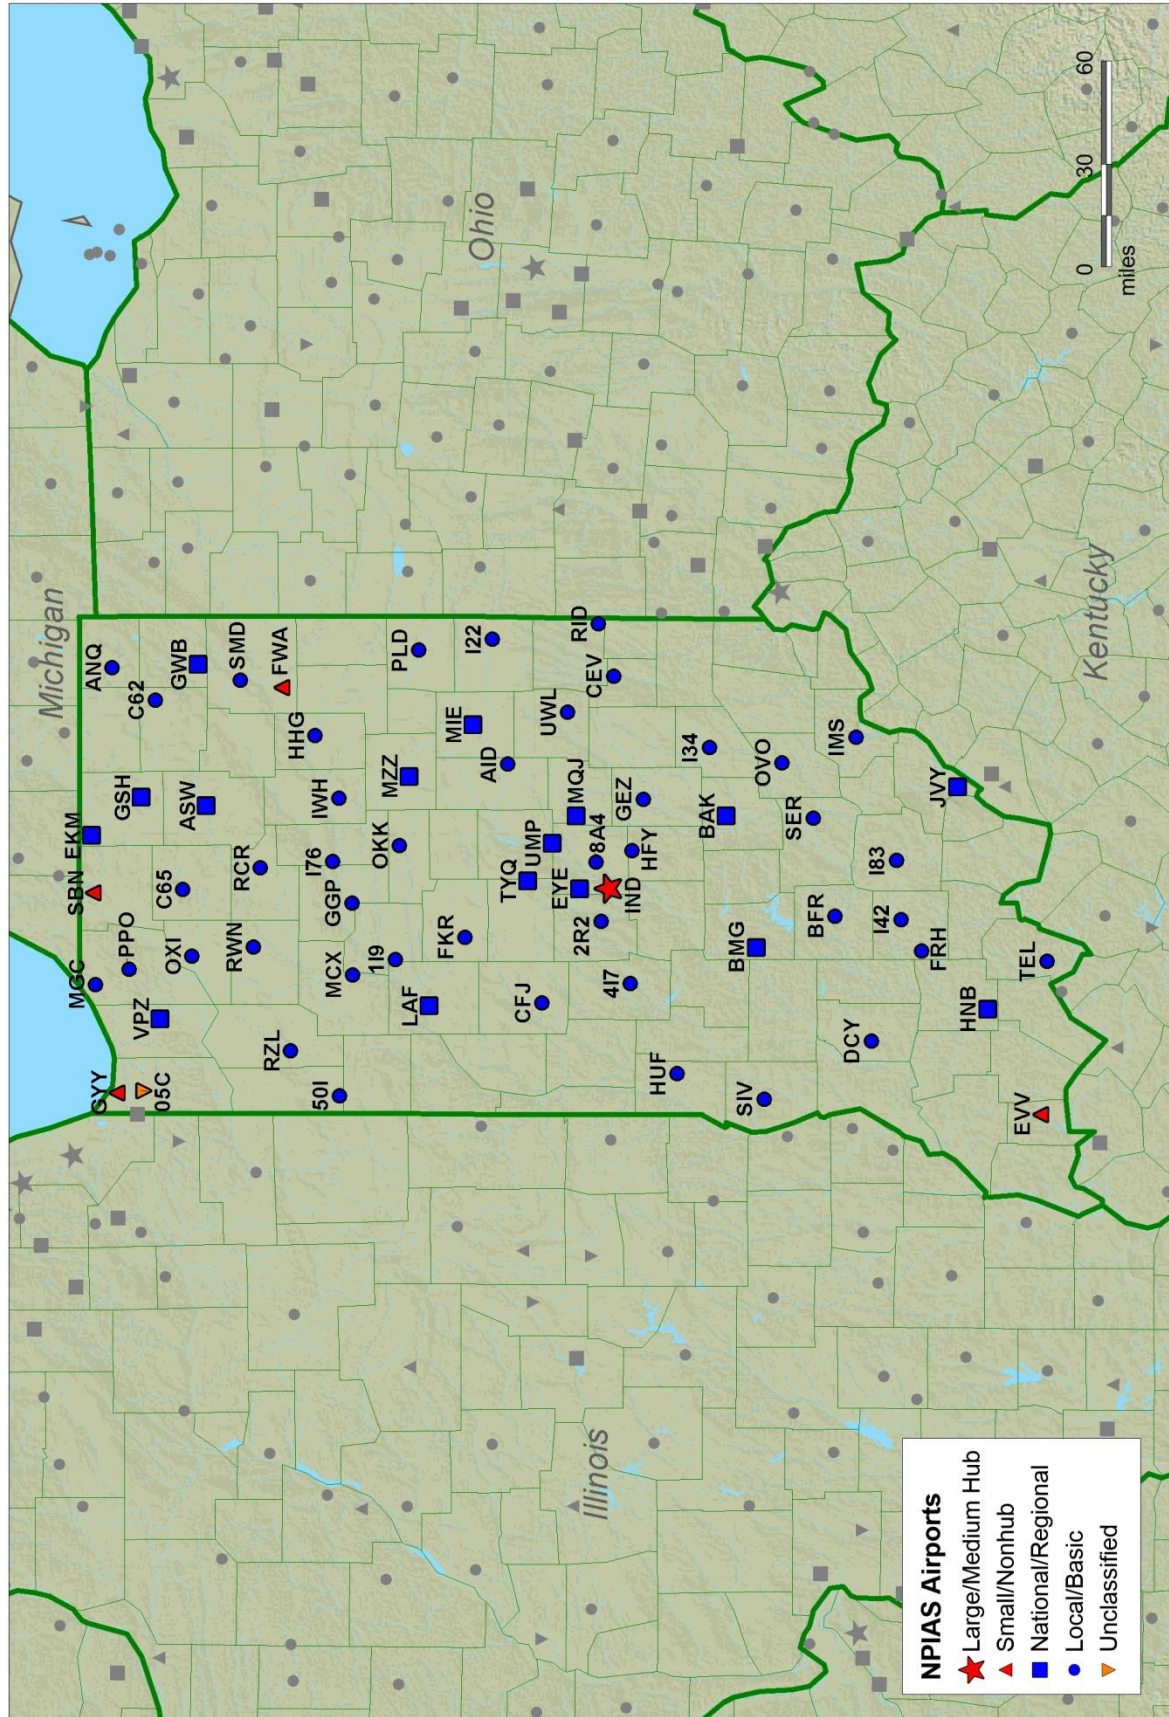 Michigan
Ohio
Illinois
Kentucky
SBN
EKM
ANQ
GYY
MGC
PPO
GSH
C62
05C
VPZ
C65
ASW
GWB
OXI
RWN
RCR
SMD
RZL
FWA
HHG
50I
MCX
GGP
I76
IWH
1I9
OKK
MZZ
PLD
LAF
FKR
MIE
I22
CFJ
TYQ
UMP
AID
UWL
EYE
MQJ
RID
2R2
8A4
CEV
4I7
IND
HFY
GEZ
HUF
I34
SIV
BMG
BAK
OVO
BFR
SER
IMS
DCY
I42
I83
FRH
HNB
JVY
EVV
TEL
NPIAS Airports
Large/Medium Hub
Small/Nonhub
National/Regional
Local/Basic
Unclassified
0 30 60
miles